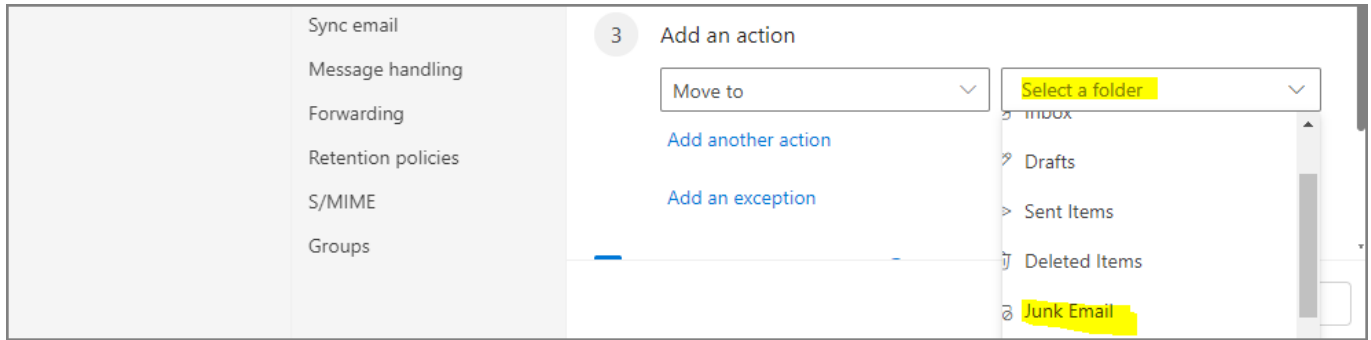 Sync email
Message handling
Forwarding
Retention policies
S/MIME
Groups
3 Add an action
Move to
Select a folder
Add another action
Add an exception
Inbox
Drafts
Sent Items
Deleted Items
Junk Email